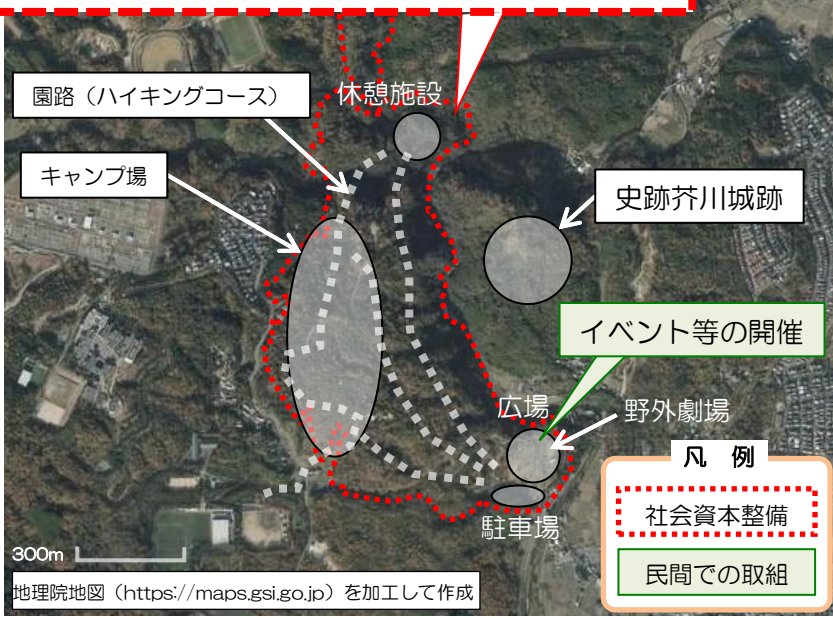 園路（ハイキングコース）
休憩施設
キャンプ場
史跡芥川城跡
イベント等の開催
広場
野外劇場
凡 例
社会資本整備
駐車場
300m
民間での取組
地理院地図（https://maps.gsi.go.jp）を加工して作成